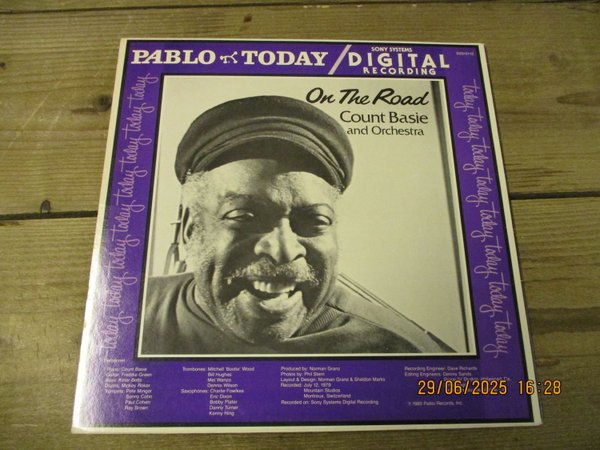 PABLO TODAY / SONY SYSTEMS DIGITAL RECORDING
On The Road
Count Basie
and Orchestra
today today today today today today today
today today today today today today today
Personnel
Piano: Count Basie
Guitar: Freddie Green
Bass: Keter Betts
Drums: Mickey Roker
Trumpets: Pete Minger
Sonny Cohn
Paul Cohen
Ray Brown
Trombones: Mitchell "Bootie" Wood
Bill Hughes
Mel Wanzo
Dennis Wilson
Saxophones: Charlie Fowlkes
Eric Dixon
Bobby Plater
Danny Turner
Kenny Hing
Produced by: Norman Granz
Photos by: Phil Stern
Layout & Design: Norman Granz & Sheldon Marks
Recorded: July 12, 1979
Mountain Studios
Montreux, Switzerland
Recorded on: Sony Systems Digital Recording
Recording Engineer: Dave Richards
Editing Engineers: Dennis Sands
℗ 1980 Pablo Records, Inc.
29/06/2025 16:28